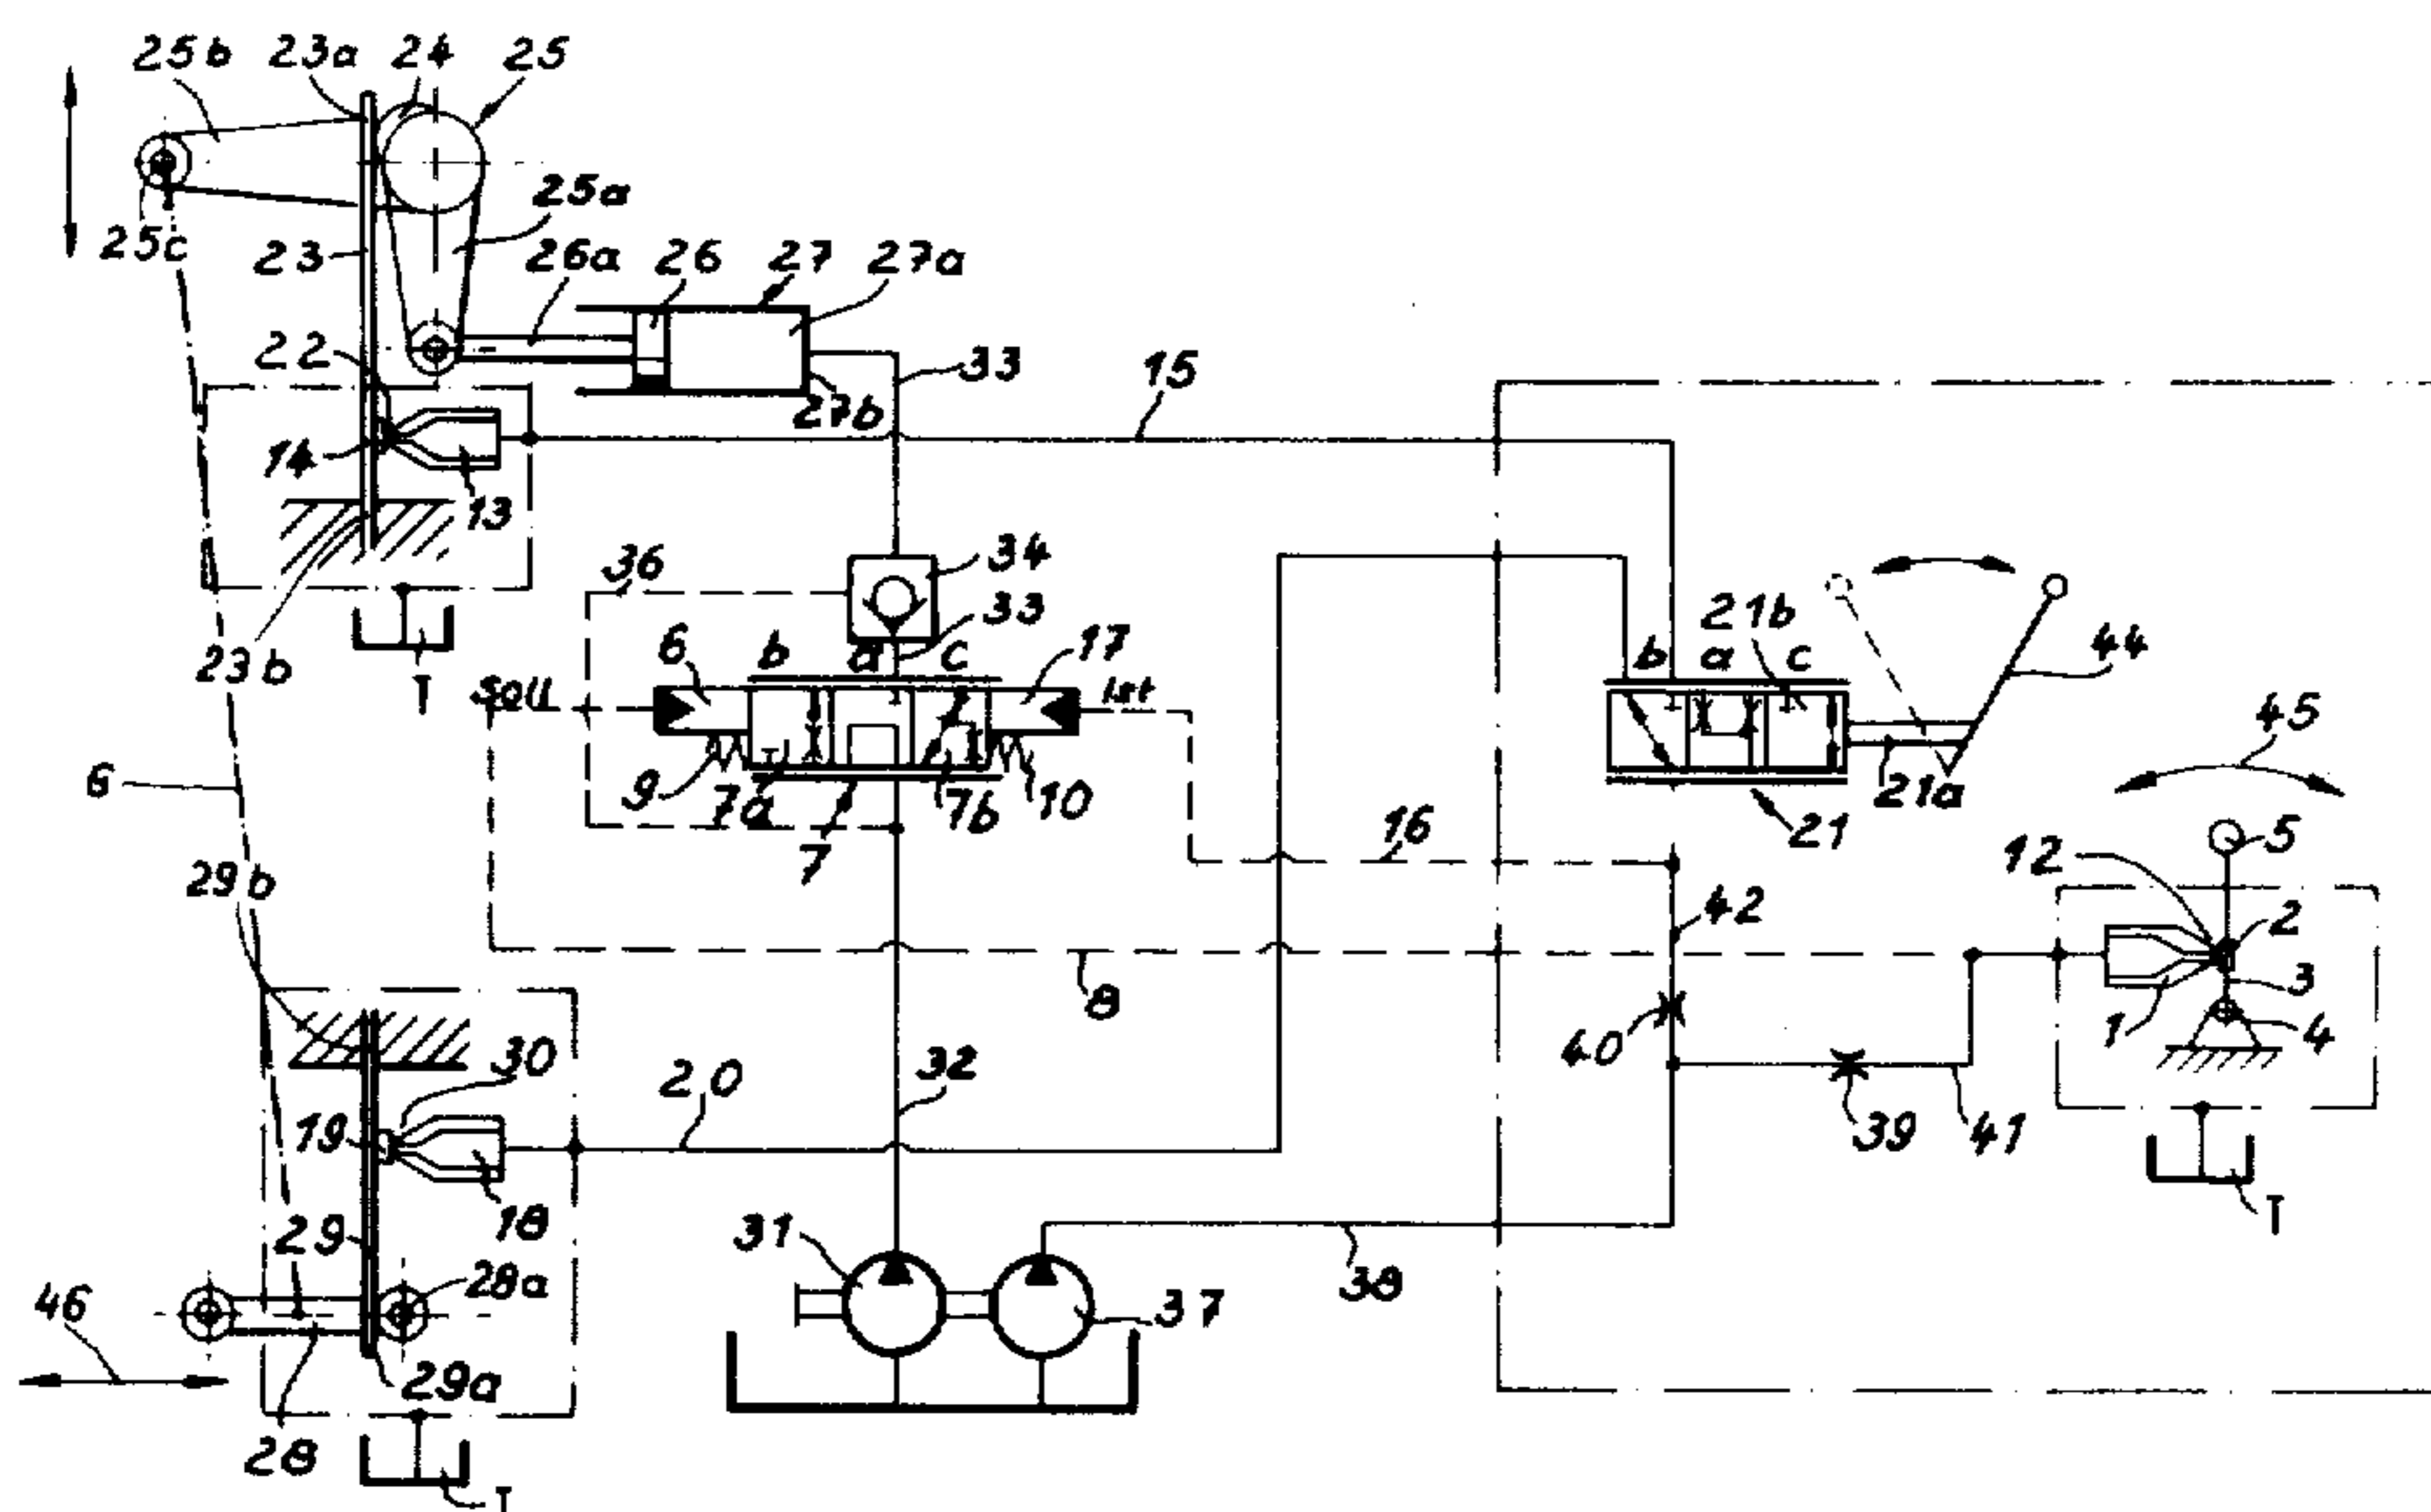 25b 23a 24 25
25a
25c 23 26a 26 27 27a
22 33 15
27b
14
13
36 34
33 21b
23b 6 b a c 17 b a c 44
T
Soll Ist
45
6 9 7a 7b 10 21a
7 16 21
12 5
29b 42 2
8 3
30 32 40 1 4
19 20 39 41
18 31 T
29 28a 38 37
46
29a
28
T